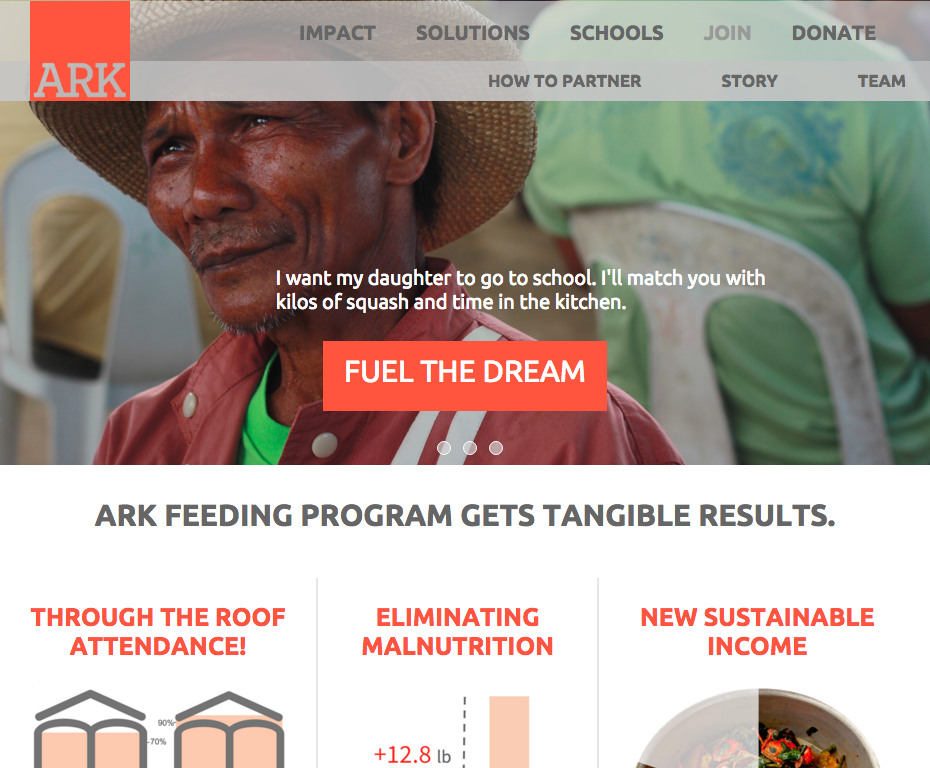 ARK
IMPACT SOLUTIONS SCHOOLS JOIN DONATE
HOW TO PARTNER STORY TEAM
I want my daughter to go to school. I'll match you with
kilos of squash and time in the kitchen.
FUEL THE DREAM
ARK FEEDING PROGRAM GETS TANGIBLE RESULTS.
THROUGH THE ROOF
ATTENDANCE!
90%
70%
ELIMINATING
MALNUTRITION
+12.8 lb
NEW SUSTAINABLE
INCOME